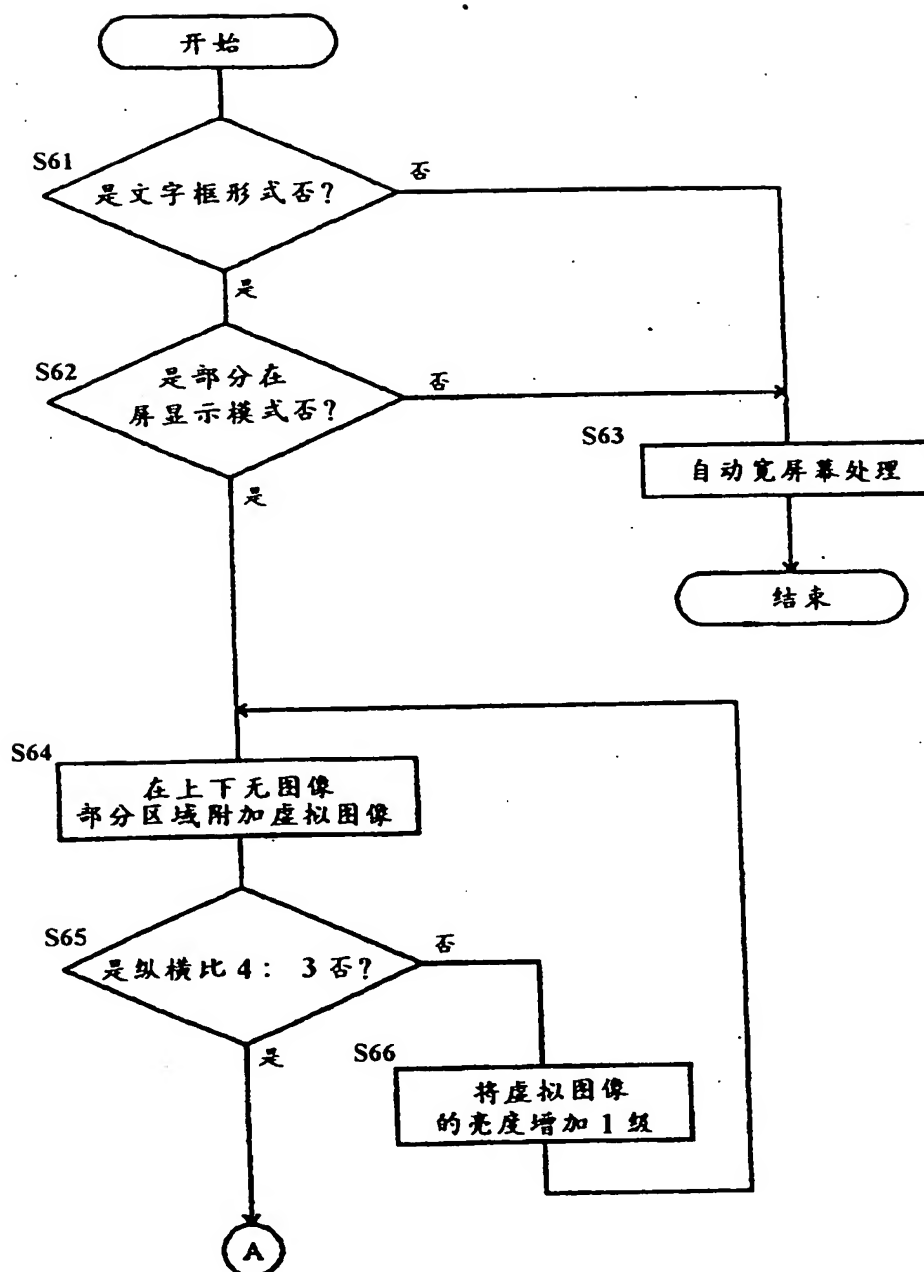 开始
S61
是文字框形式否?
否
是
S62
是部分在
屏显示模式否?
否
是
S63
自动宽屏幕处理
结束
S64
在上下无图像
部分区域附加虚拟图像
S65
是纵横比 4: 3 否?
否
是
S66
将虚拟图像
的亮度增加 1 级
A